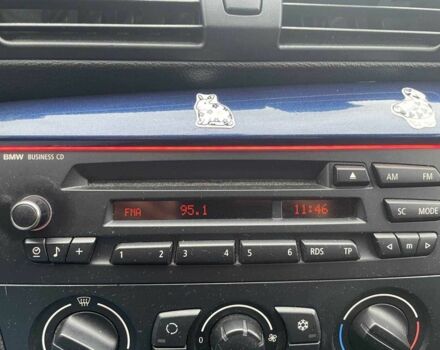 BMW BUSINESS CD
AM FM
FMA 95.1 11:46
SC MODE
1 2 3 4 5 6 RDS TP m
0